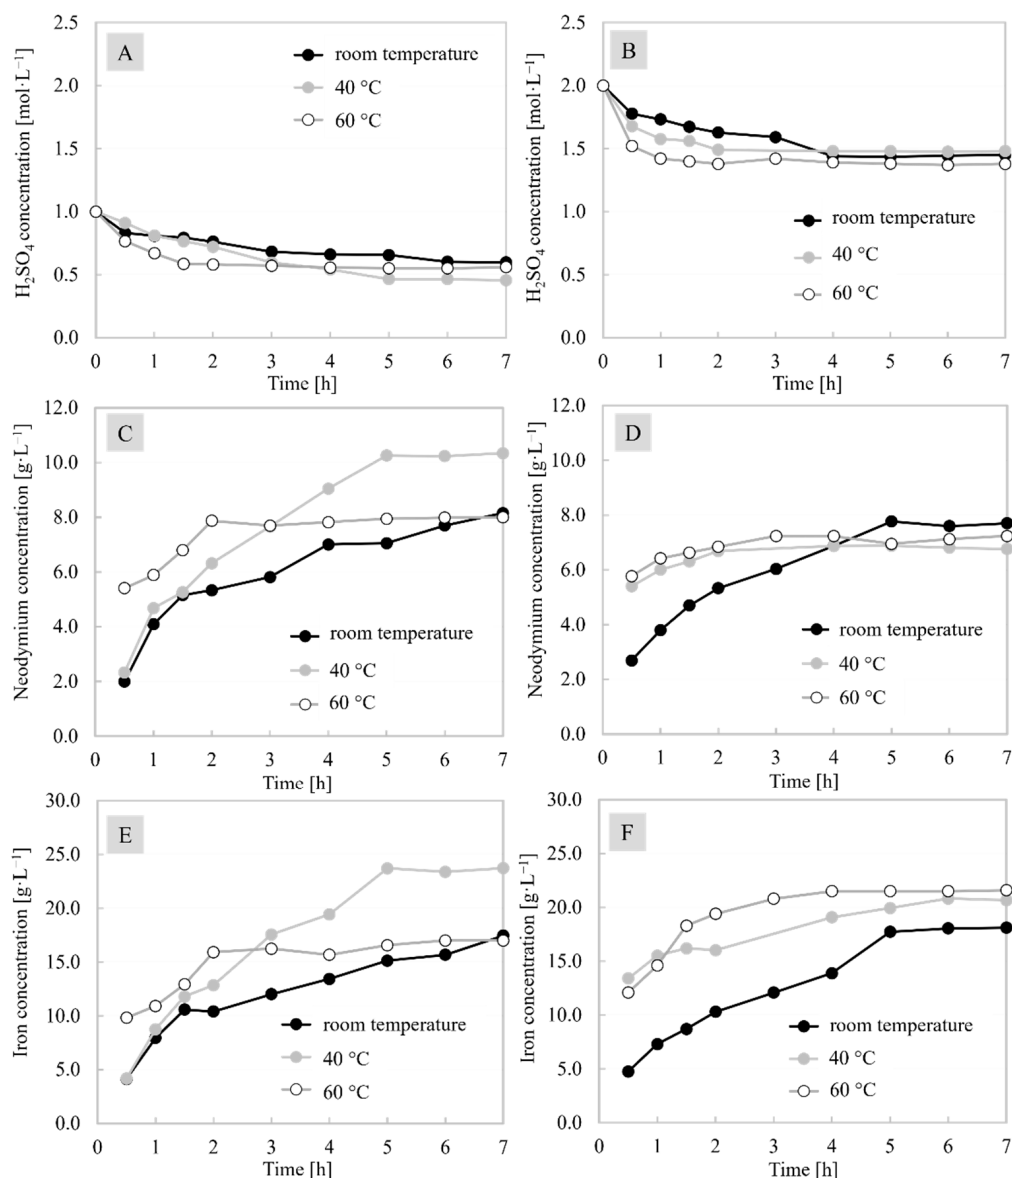 A
H₂SO₄ concentration [mol·L⁻¹]
2.5
2.0
1.5
1.0
0.5
0.0
room temperature
40 °C
60 °C
0 1 2 3 4 5 6 7
Time [h]
B
H₂SO₄ concentration [mol·L⁻¹]
2.5
2.0
1.5
1.0
0.5
0.0
room temperature
40 °C
60 °C
0 1 2 3 4 5 6 7
Time [h]
C
Neodymium concentration [g·L⁻¹]
12.0
10.0
8.0
6.0
4.0
2.0
0.0
room temperature
40 °C
60 °C
0 1 2 3 4 5 6 7
Time [h]
D
Neodymium concentration [g·L⁻¹]
12.0
10.0
8.0
6.0
4.0
2.0
0.0
room temperature
40 °C
60 °C
0 1 2 3 4 5 6 7
Time [h]
E
Iron concentration [g·L⁻¹]
30.0
25.0
20.0
15.0
10.0
5.0
0.0
room temperature
40 °C
60 °C
0 1 2 3 4 5 6 7
Time [h]
F
Iron concentration [g·L⁻¹]
30.0
25.0
20.0
15.0
10.0
5.0
0.0
room temperature
40 °C
60 °C
0 1 2 3 4 5 6 7
Time [h]